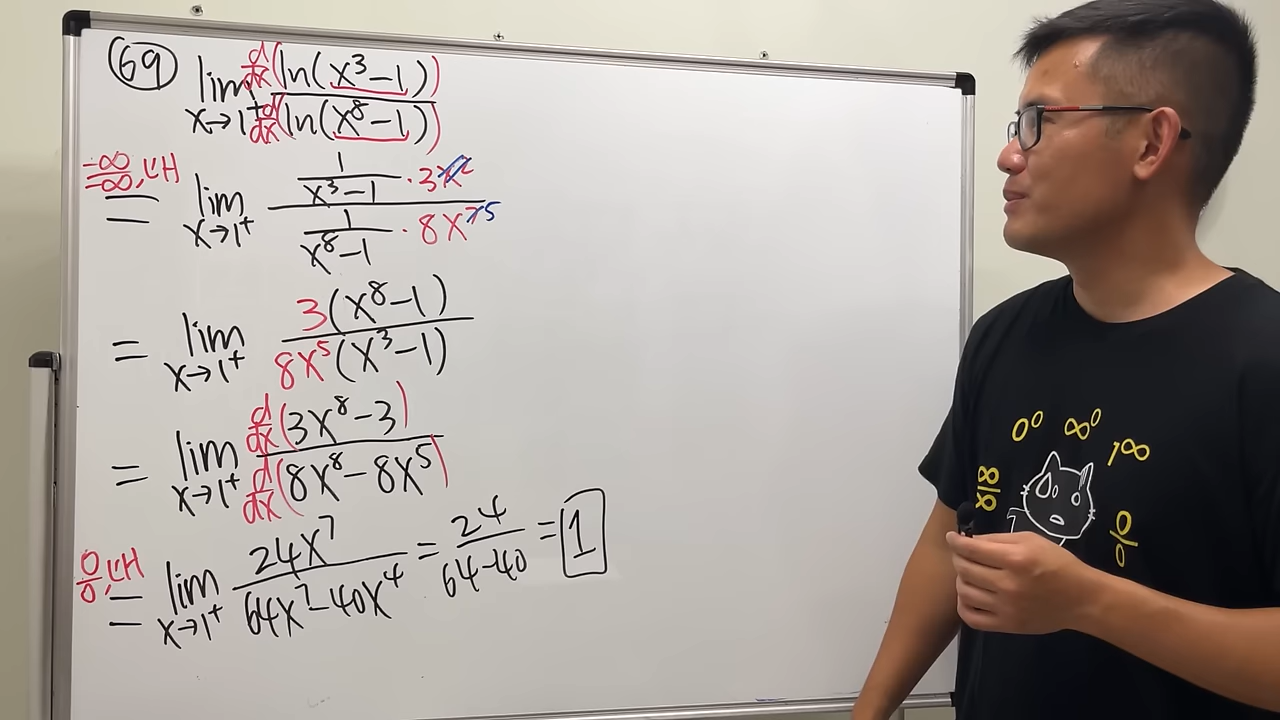 69 lim x→1⁺ d/dx(ln(x³-1)) / d/dx(ln(x⁸-1))
-∞/-∞, L'H = lim x→1⁺ (1/(x³-1) · 3x²) / (1/(x⁸-1) · 8x⁷ 5)
= lim x→1⁺ 3(x⁸-1) / 8x⁵(x³-1)
= lim x→1⁺ d/dx(3x⁸-3) / d/dx(8x⁸-8x⁵)
0/0, L'H = lim x→1⁺ 24x⁷ / (64x⁷-40x⁴) = 24/(64-40) = 1
0⁰ ∞⁰ 1^∞
∞/∞
0/0